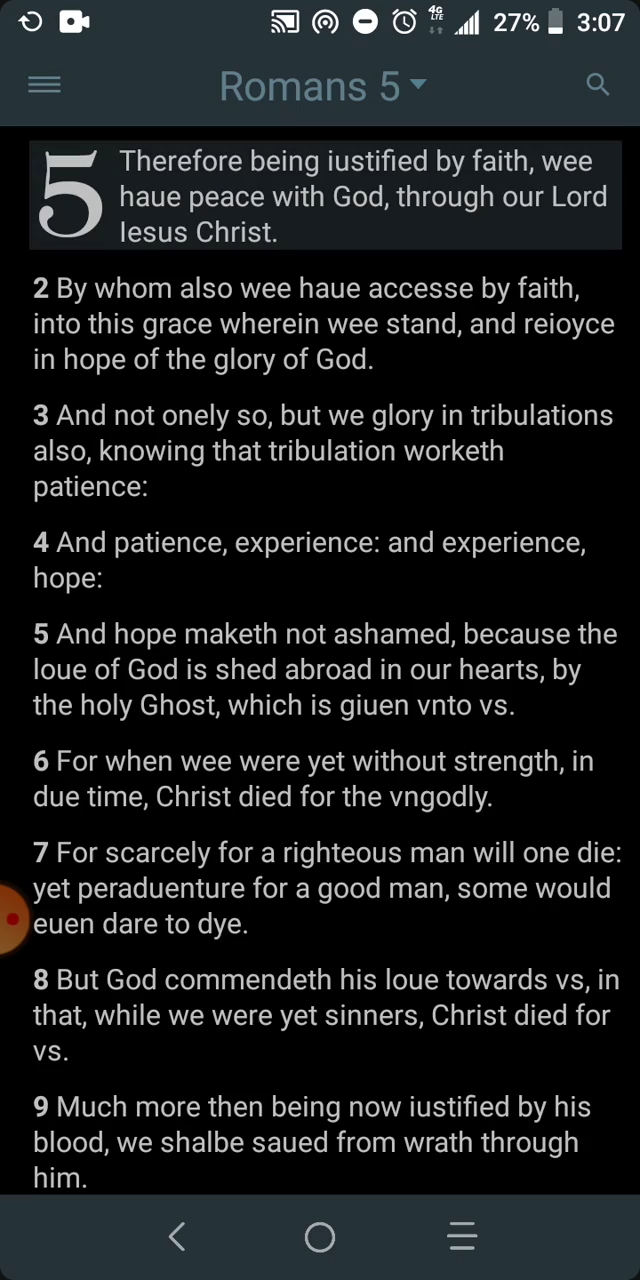 4G
LTE
27% 3:07
Romans 5
5 Therefore being iustified by faith, wee
haue peace with God, through our Lord
Iesus Christ.
2 By whom also wee haue accesse by faith,
into this grace wherein wee stand, and reioyce
in hope of the glory of God.
3 And not onely so, but we glory in tribulations
also, knowing that tribulation worketh
patience:
4 And patience, experience: and experience,
hope:
5 And hope maketh not ashamed, because the
loue of God is shed abroad in our hearts, by
the holy Ghost, which is giuen vnto vs.
6 For when wee were yet without strength, in
due time, Christ died for the vngodly.
7 For scarcely for a righteous man will one die:
yet peraduenture for a good man, some would
euen dare to dye.
8 But God commendeth his loue towards vs, in
that, while we were yet sinners, Christ died for
vs.
9 Much more then being now iustified by his
blood, we shalbe saued from wrath through
him.